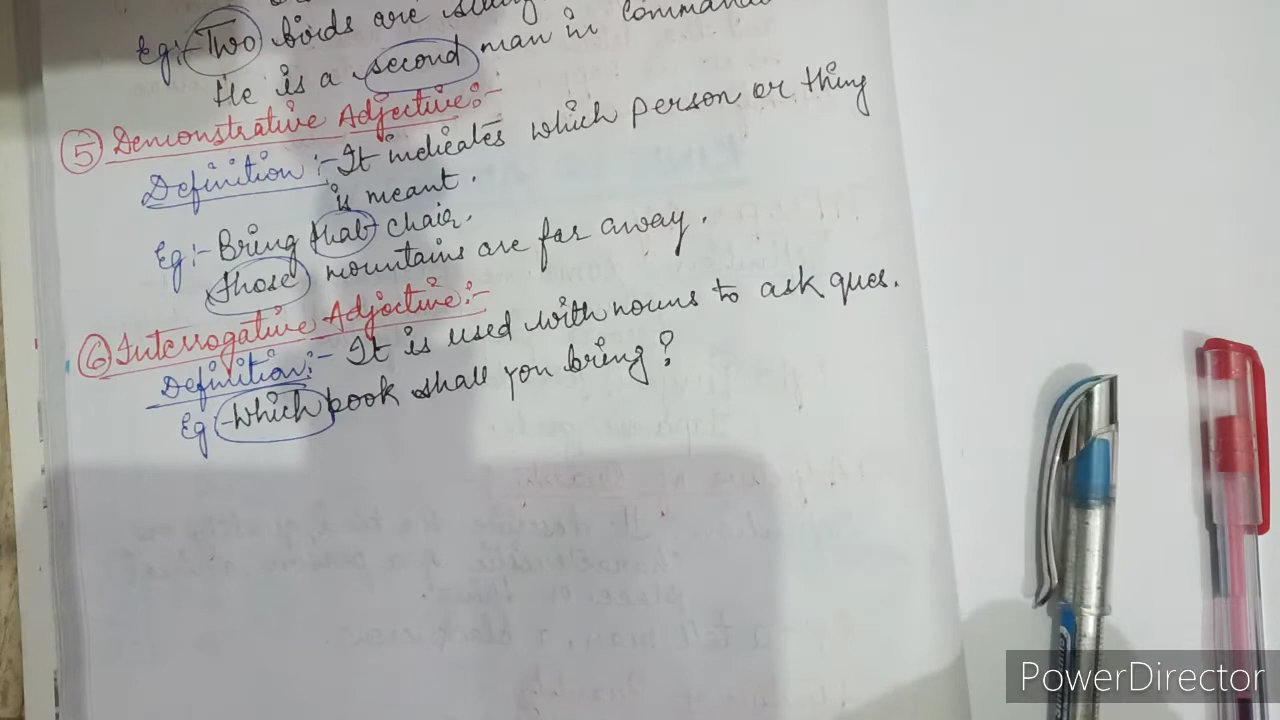 Eg:- Two birds are
He is a second man in command
⑤ Demonstrative Adjective:-
Definition :- It indicates which person or thing
is meant.
Eg:- Bring that chair.
those mountains are far away.
⑥ Interrogative Adjective:-
Definition:- It is used with nouns to ask ques.
Eg:- Which book shall you bring?
PowerDirector